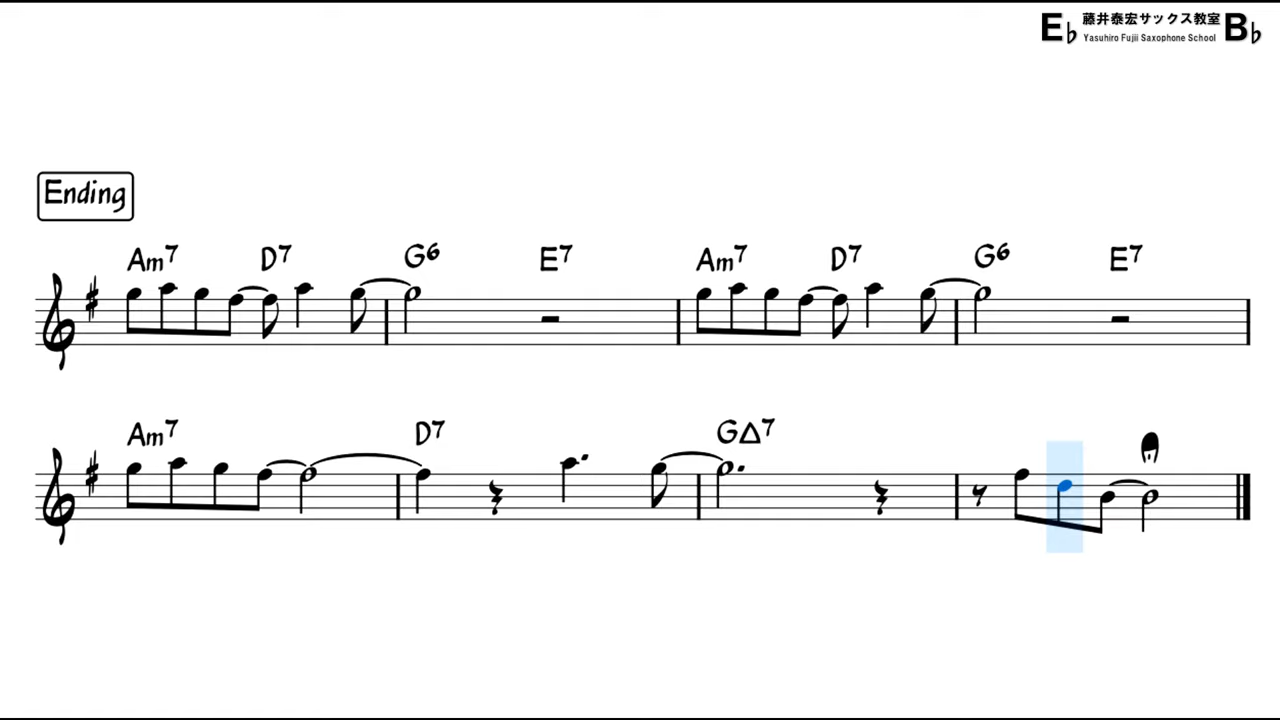 E♭ 藤井泰宏サックス教室 B♭
Yasuhiro Fujii Saxophone School
Ending
Am7 D7 G6 E7 Am7 D7 G6 E7
Am7 D7 G△7